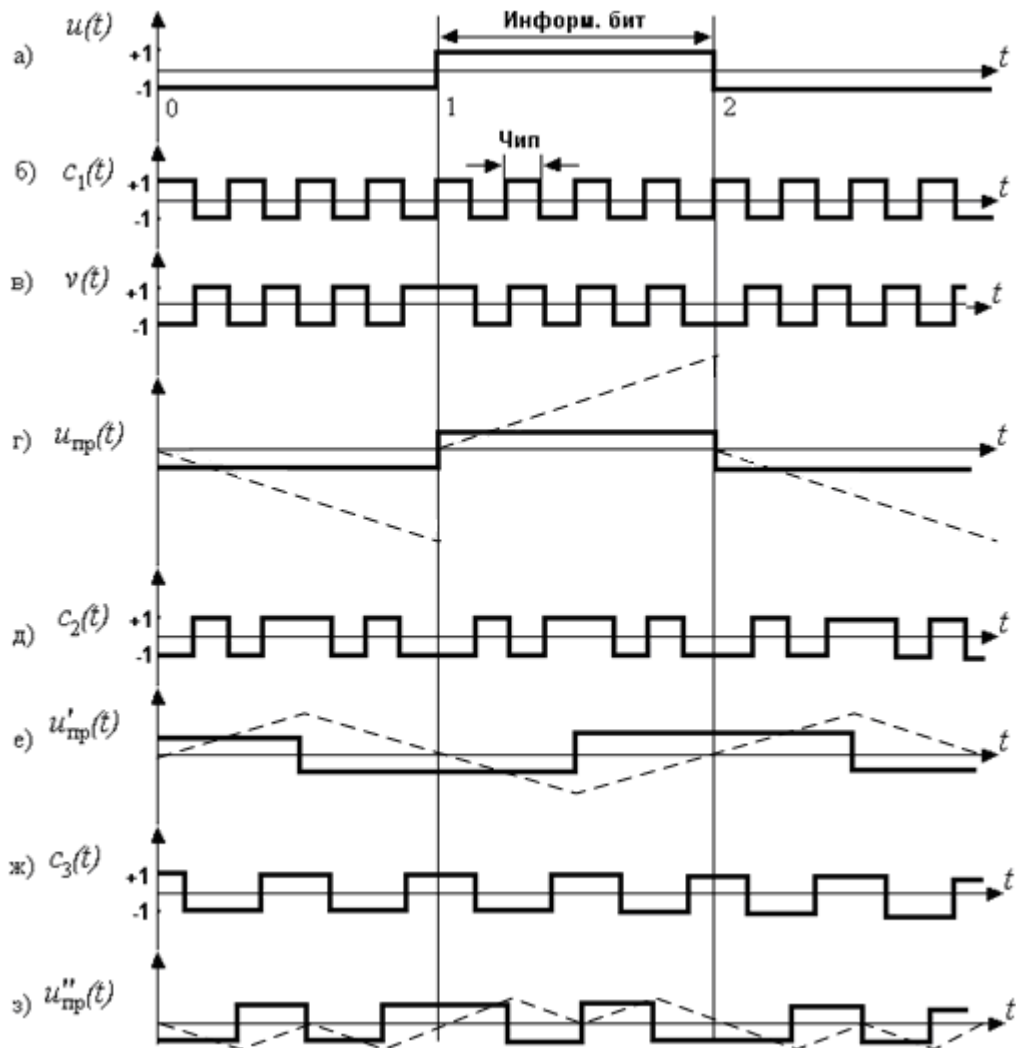 а) u(t) +1 -1 Информ. бит t
0 1 2
б) c₁(t) +1 -1 Чип t
в) v(t) +1 -1 t
г) uпр(t) t
д) c₂(t) +1 -1 t
е) u'пр(t) t
ж) c₃(t) +1 -1 t
з) u''пр(t) t